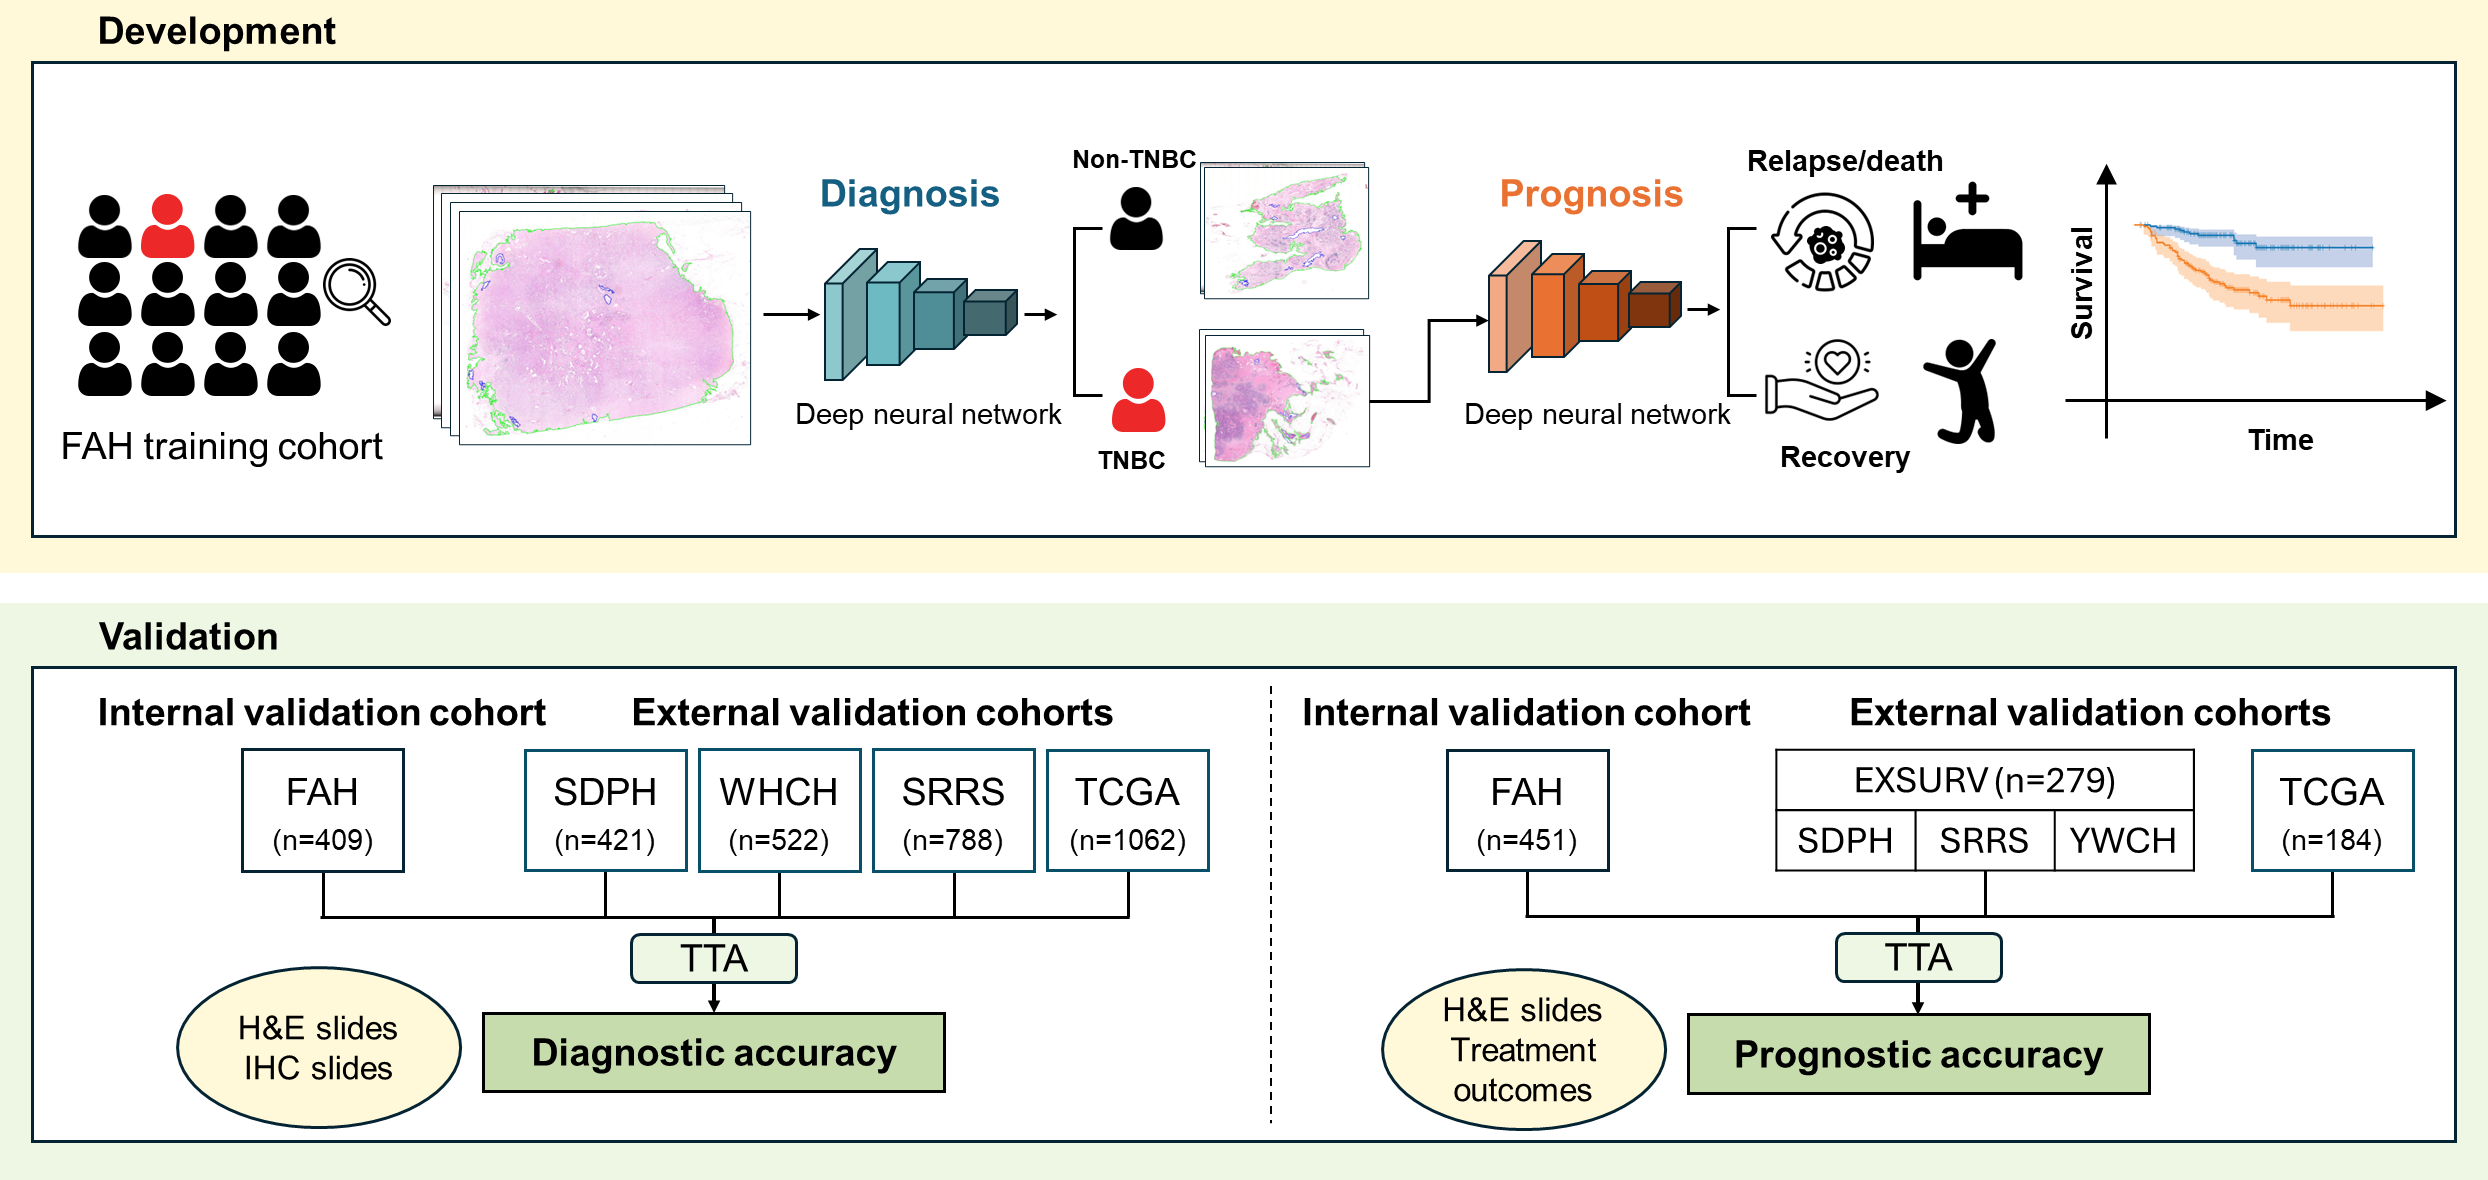 Development
FAH training cohort
Diagnosis
Deep neural network
Non-TNBC
TNBC
Prognosis
Deep neural network
Relapse/death
Recovery
Survival
Time
Validation
Internal validation cohort
External validation cohorts
FAH
(n=409)
SDPH
(n=421)
WHCH
(n=522)
SRRS
(n=788)
TCGA
(n=1062)
TTA
H&E slides
IHC slides
Diagnostic accuracy
Internal validation cohort
External validation cohorts
FAH
(n=451)
EXSURV (n=279)
SDPH
SRRS
YWCH
TCGA
(n=184)
TTA
H&E slides
Treatment
outcomes
Prognostic accuracy